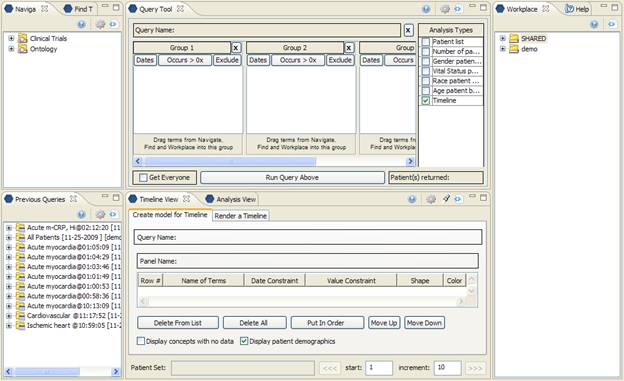 Naviga
Find T
Clinical Trials
Ontology
Query Tool
Query Name:
X
Group 1
X
Group 2
X
Group
Dates
Occurs > 0x
Exclude
Dates
Occurs > 0x
Exclude
Dates
Occurs
Drag terms from Navigate,
Find and Workplace into this group
Drag terms from Navigate,
Find and Workplace into this group
Drag terms fro
Find and Workplac
Get Everyone
Run Query Above
Patient(s) returned:
Analysis Types
Patient list
Number of pa...
Gender patien...
Vital Status p...
Race patient ...
Age patient b...
Timeline
Workplace
Help
SHARED
demo
Previous Queries
Acute m-CRP, Hi@02:12:20 [11
All Patients [11-25-2009 ] [demo
Acute myocardia@01:05:09 [11
Acute myocardia@01:04:29 [11
Acute myocardia@01:03:46 [11
Acute myocardia@01:01:49 [11
Acute myocardia@01:00:53 [11
Acute myocardia@00:58:36 [11
Acute myocardia@10:13:09 [11
Cardiovascular @11:17:52 [11-
Ischemic heart @10:59:05 [11-2
Timeline View
Analysis View
Create model for Timeline
Render a Timeline
Query Name:
Panel Name:
Row #
Name of Terms
Date Constraint
Value Constraint
Shape
Color
Delete From List
Delete All
Put In Order
Move Up
Move Down
Display concepts with no data
Display patient demographics
Patient Set:
<<<
start:
1
increment:
10
>>>